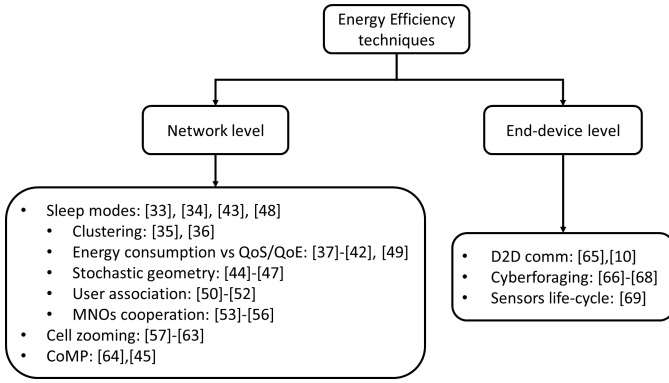 Energy Efficiency
techniques
Network level
End-device level
• Sleep modes: [33], [34], [43], [48]
• Clustering: [35], [36]
• Energy consumption vs QoS/QoE: [37]-[42], [49]
• Stochastic geometry: [44]-[47]
• User association: [50]-[52]
• MNOs cooperation: [53]-[56]
• Cell zooming: [57]-[63]
• CoMP: [64],[45]
• D2D comm: [65],[10]
• Cyberforaging: [66]-[68]
• Sensors life-cycle: [69]